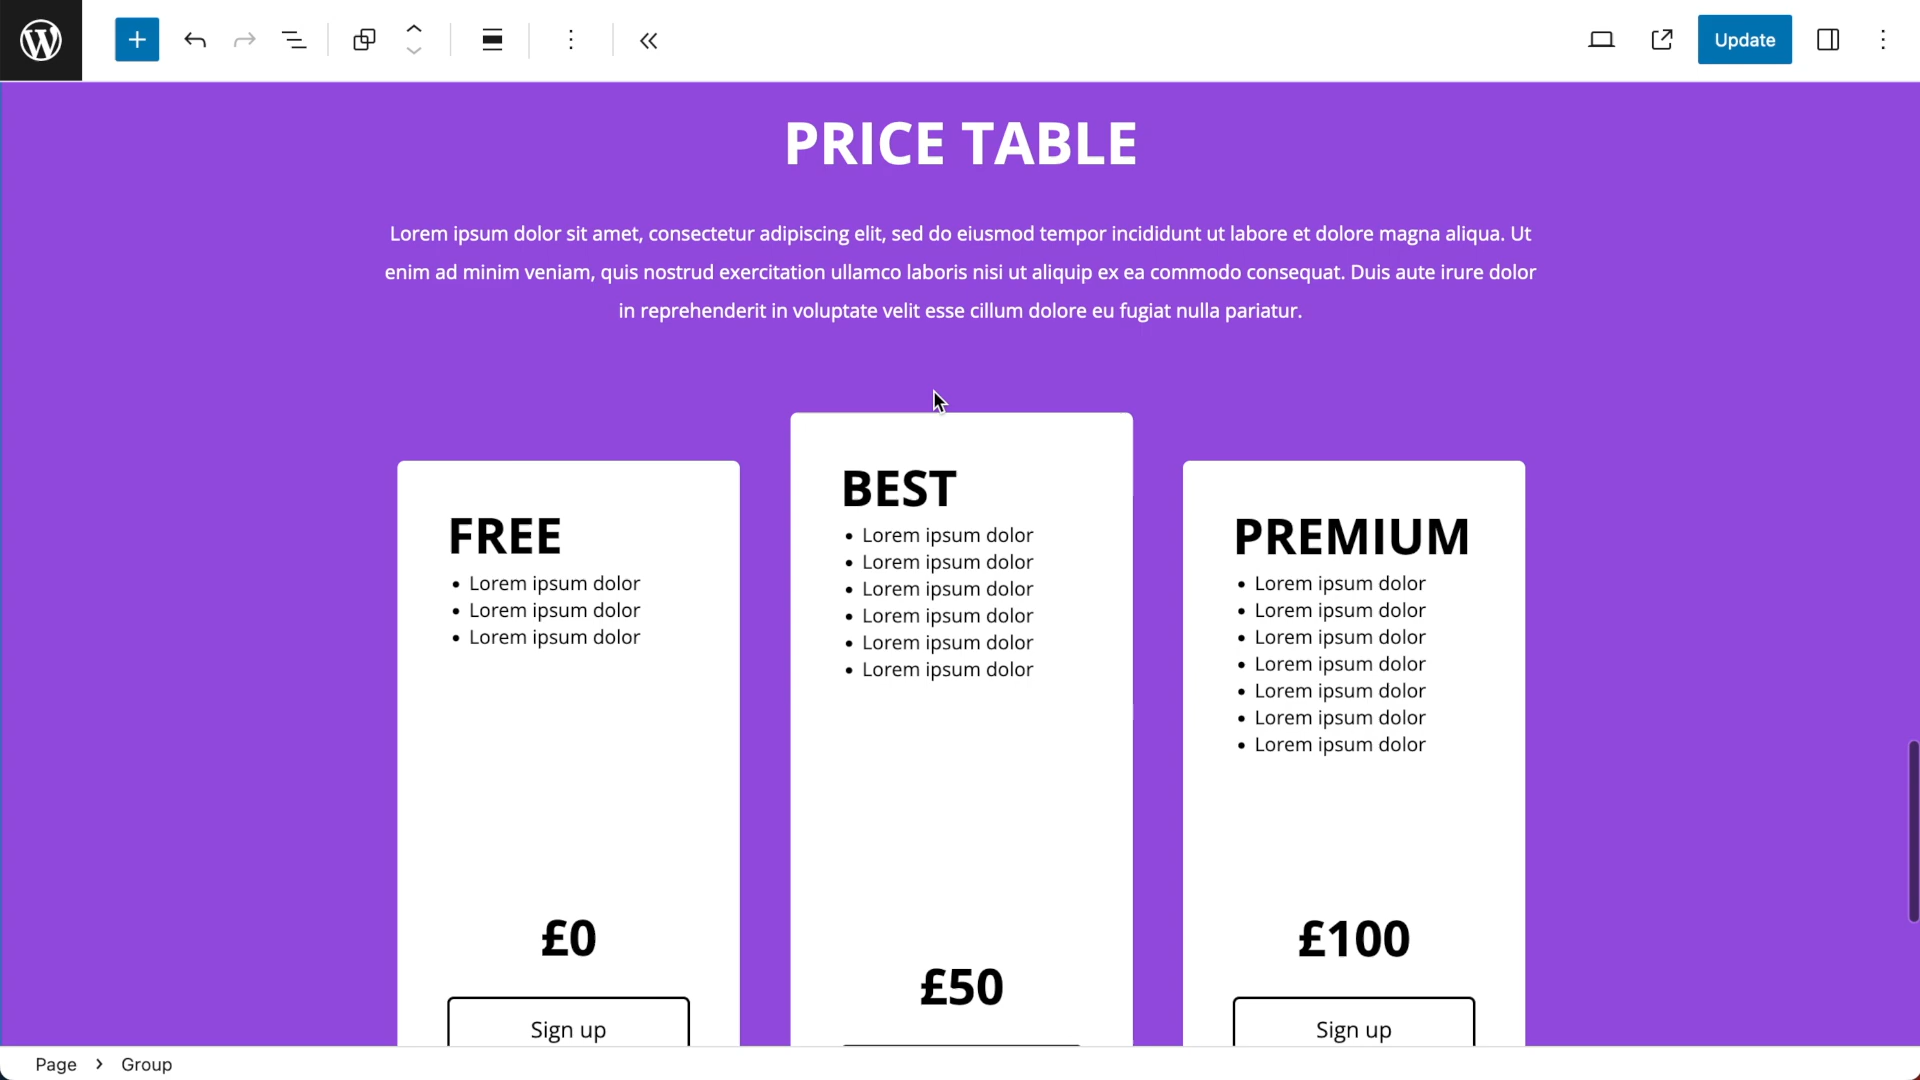 Update
PRICE TABLE
Lorem ipsum dolor sit amet, consectetur adipiscing elit, sed do eiusmod tempor incididunt ut labore et dolore magna aliqua. Ut
enim ad minim veniam, quis nostrud exercitation ullamco laboris nisi ut aliquip ex ea commodo consequat. Duis aute irure dolor
in reprehenderit in voluptate velit esse cillum dolore eu fugiat nulla pariatur.
FREE
• Lorem ipsum dolor
• Lorem ipsum dolor
• Lorem ipsum dolor
£0
Sign up
BEST
• Lorem ipsum dolor
• Lorem ipsum dolor
• Lorem ipsum dolor
• Lorem ipsum dolor
• Lorem ipsum dolor
• Lorem ipsum dolor
£50
PREMIUM
• Lorem ipsum dolor
• Lorem ipsum dolor
• Lorem ipsum dolor
• Lorem ipsum dolor
• Lorem ipsum dolor
• Lorem ipsum dolor
• Lorem ipsum dolor
£100
Sign up
Page › Group